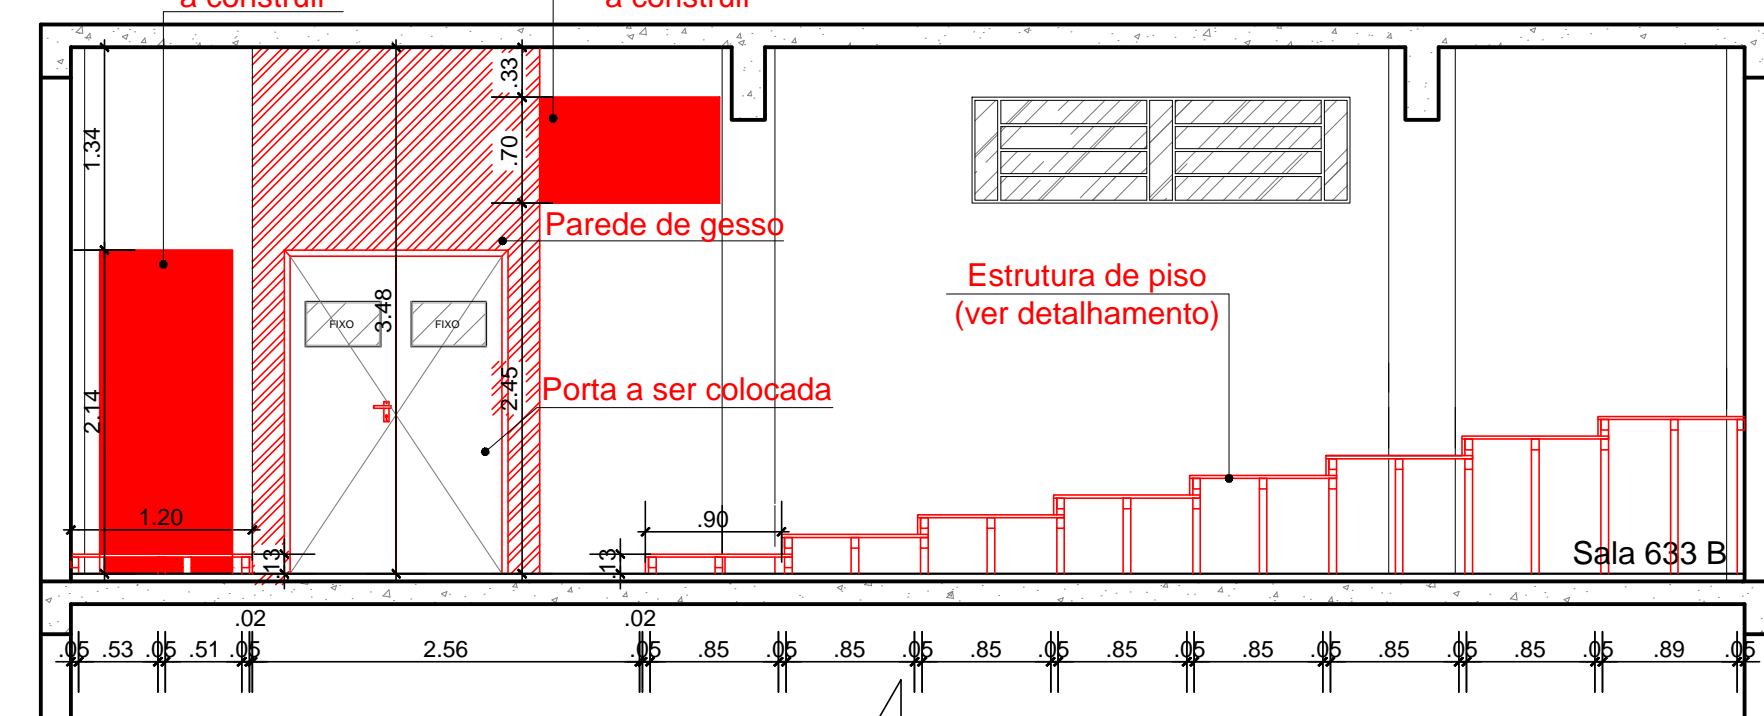 a construir
a construir
.33
1.34
.70
Parede de gesso
Estrutura de piso
(ver detalhamento)
FIXO
FIXO
3.48
2.45
Porta a ser colocada
2.14
1.20
.90
.13
.13
Sala 633 B
.02
.02
.05 .53 .05 .51 .05 2.56 .05 .85 .05 .85 .05 .85 .05 .85 .05 .85 .05 .85 .05 .85 .05 .89 .05